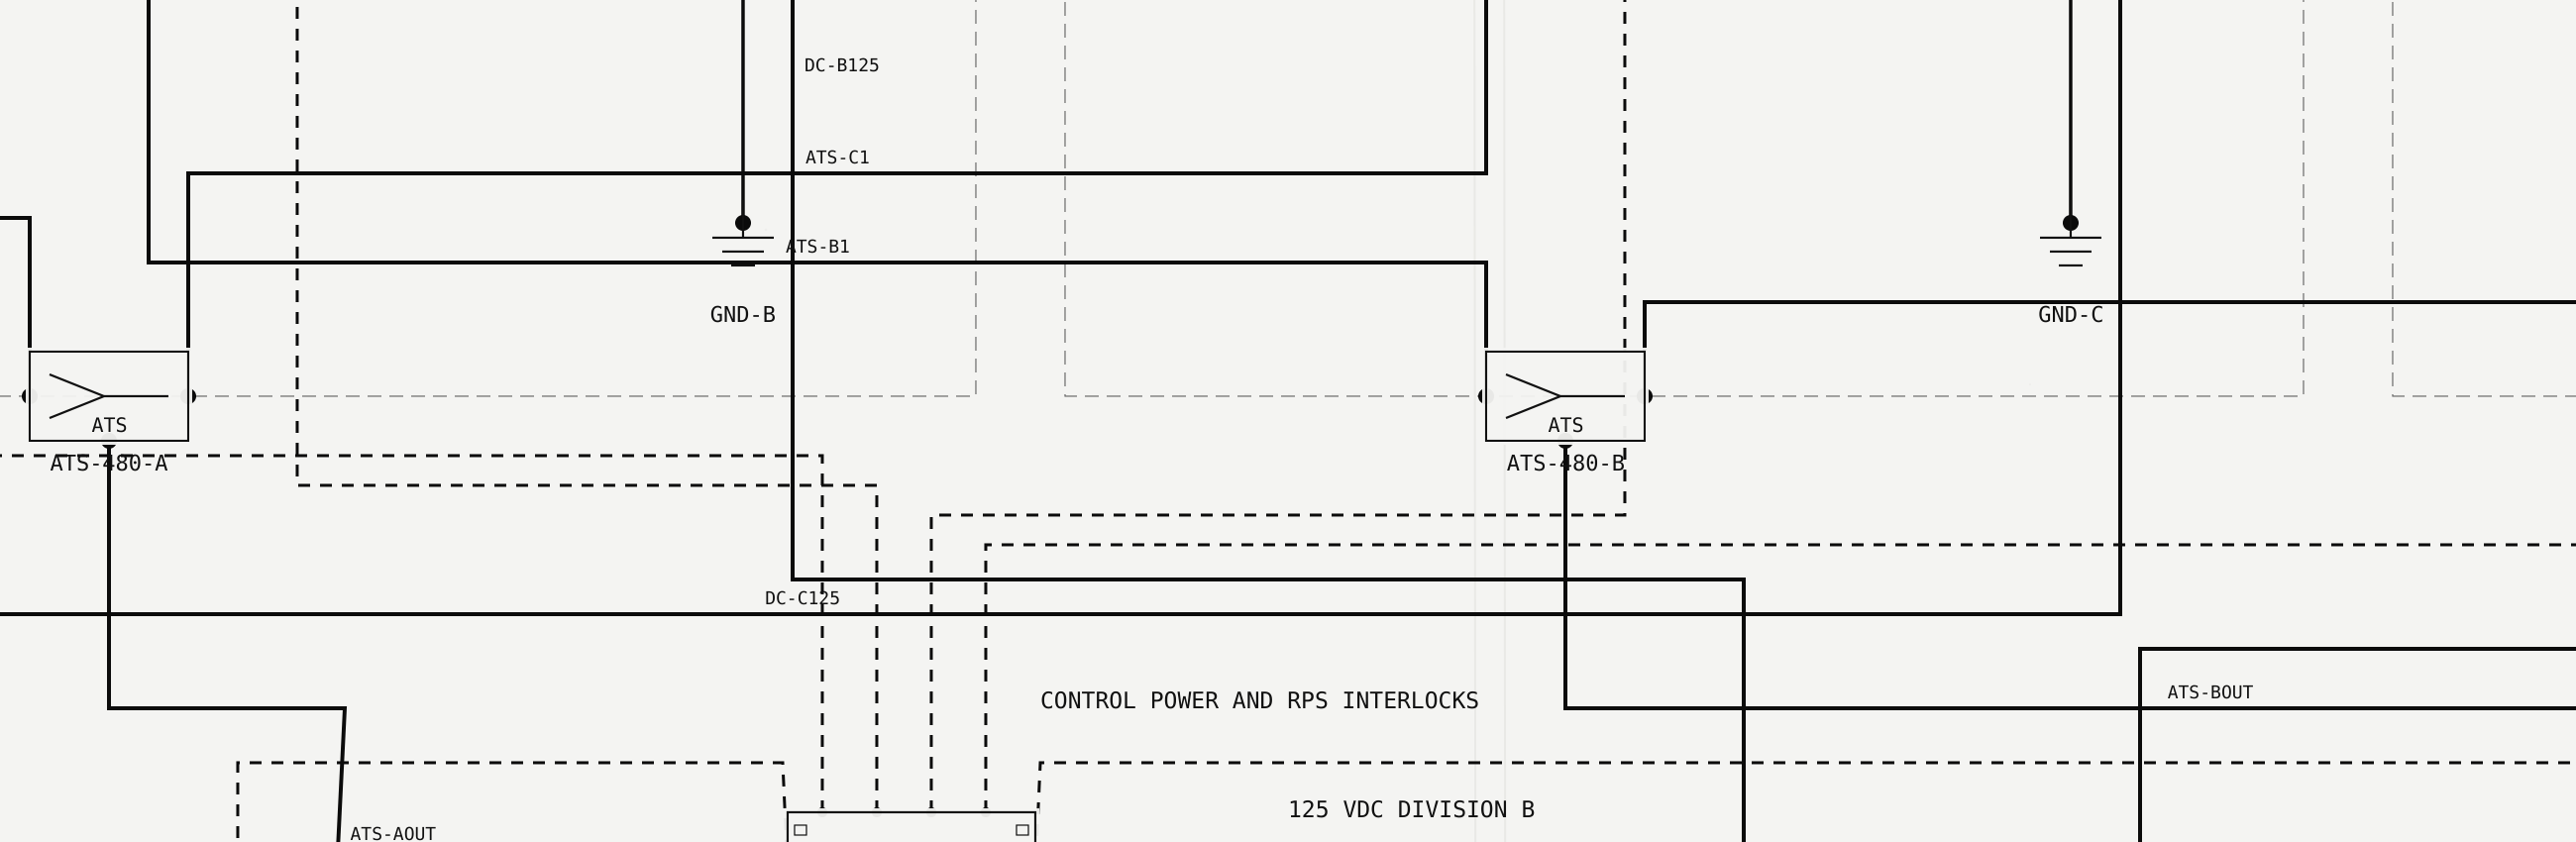 DC-B125
ATS-C1
ATS-B1
GND-B
GND-C
ATS
ATS
ATS-480-A
ATS-480-B
DC-C125
ATS-BOUT
CONTROL POWER AND RPS INTERLOCKS
125 VDC DIVISION B
ATS-AOUT